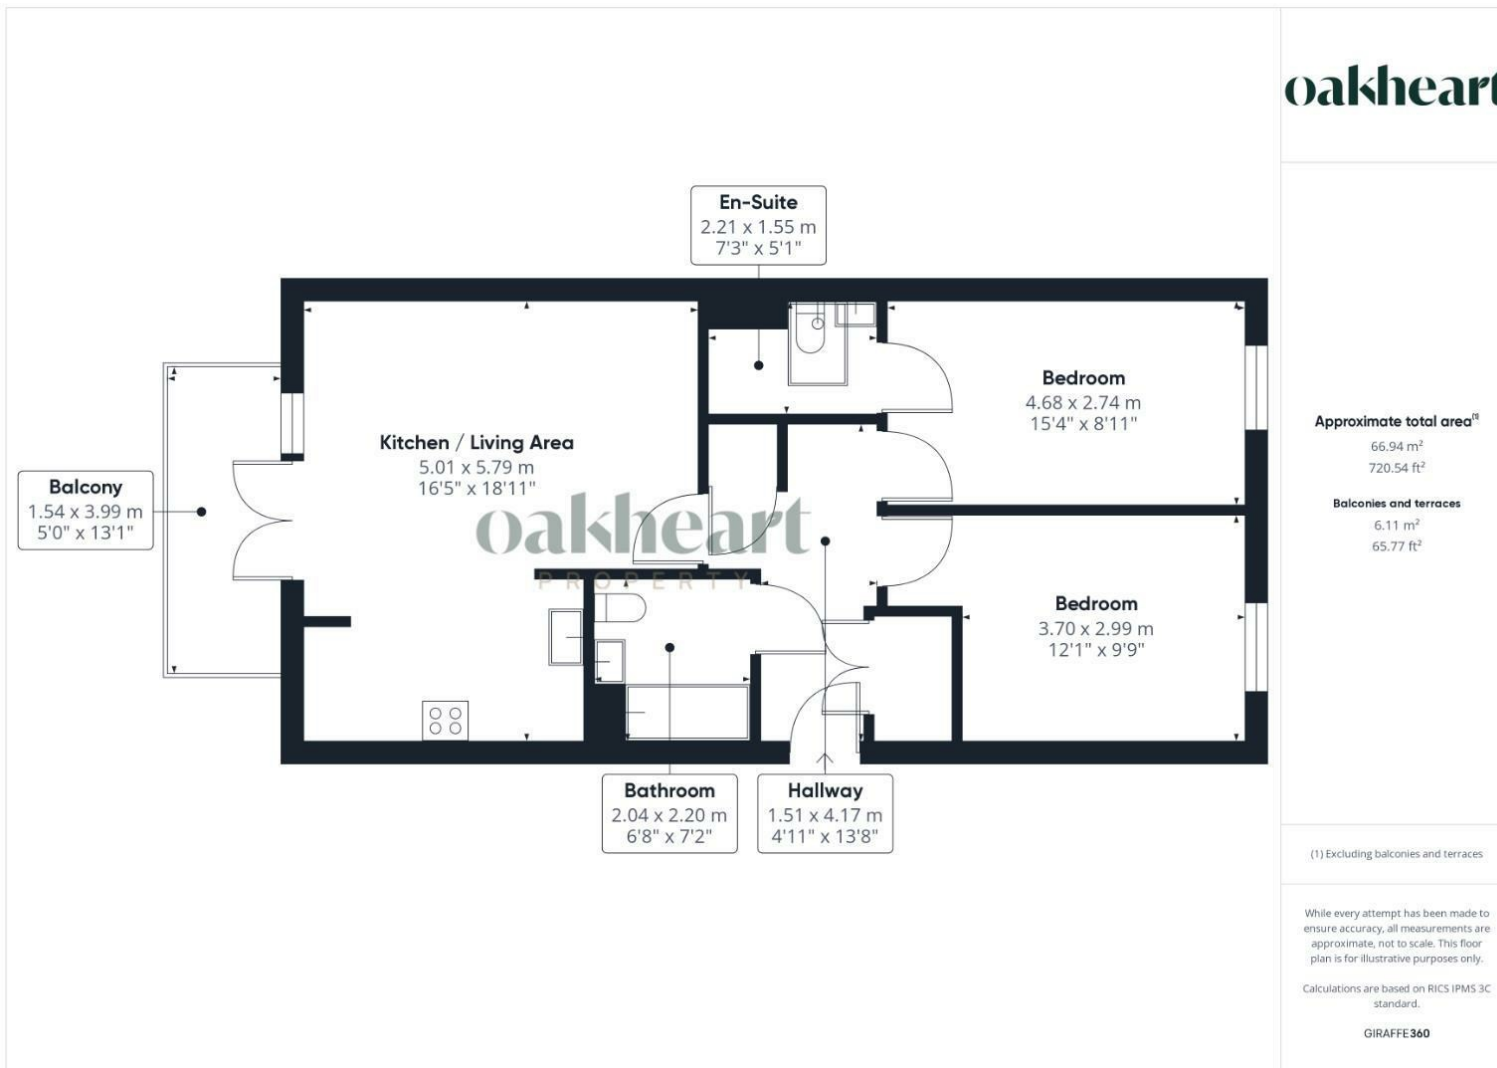 oakheart
En-Suite
2.21 x 1.55 m
7'3" x 5'1"
Bedroom
4.68 x 2.74 m
15'4" x 8'11"
Kitchen / Living Area
5.01 x 5.79 m
16'5" x 18'11"
Balcony
1.54 x 3.99 m
5'0" x 13'1"
oakheart
PROPERTY
Bedroom
3.70 x 2.99 m
12'1" x 9'9"
Bathroom
2.04 x 2.20 m
6'8" x 7'2"
Hallway
1.51 x 4.17 m
4'11" x 13'8"
Approximate total area(1)
66.94 m²
720.54 ft²
Balconies and terraces
6.11 m²
65.77 ft²
(1) Excluding balconies and terraces
While every attempt has been made to
ensure accuracy, all measurements are
approximate, not to scale. This floor
plan is for illustrative purposes only.
Calculations are based on RICS IPMS 3C
standard.
GIRAFFE360